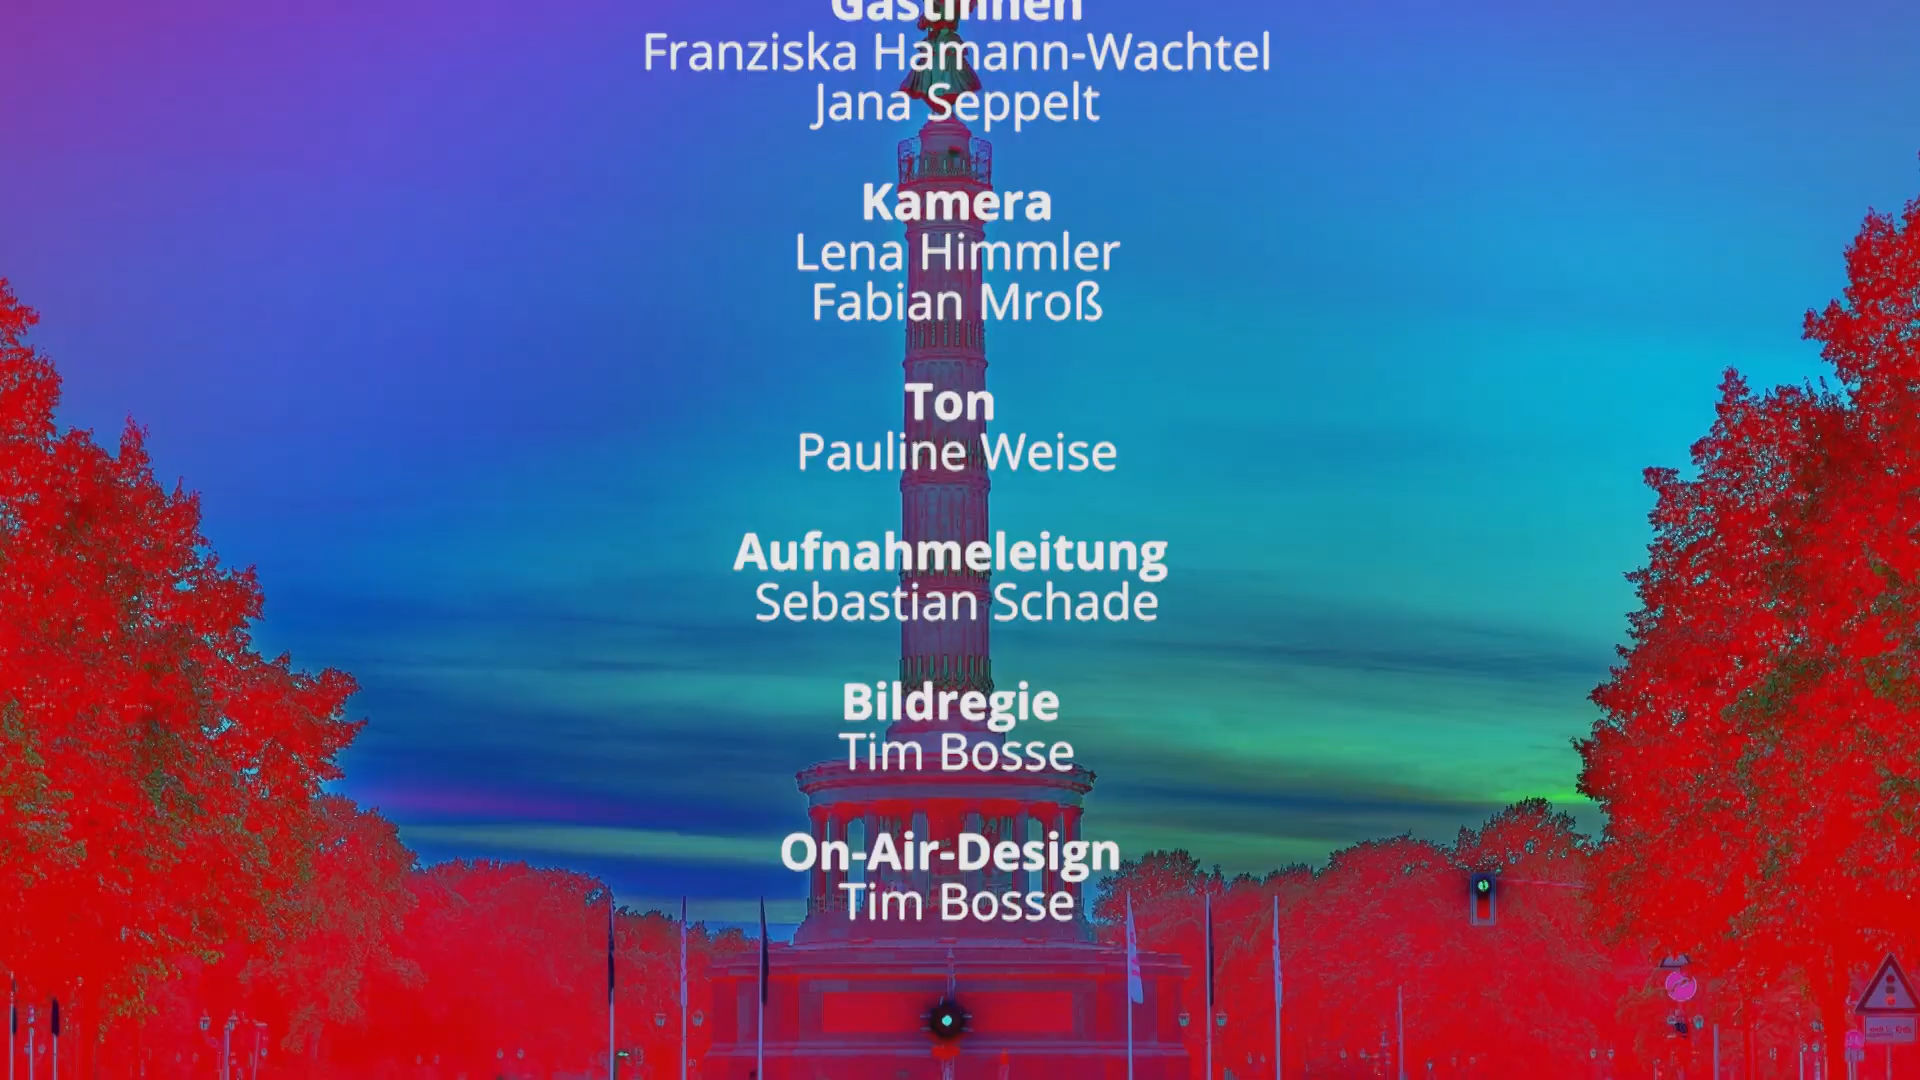 Gästinnen
Franziska Hamann-Wachtel
Jana Seppelt
Kamera
Lena Himmler
Fabian Mroß
Ton
Pauline Weise
Aufnahmeleitung
Sebastian Schade
Bildregie
Tim Bosse
On-Air-Design
Tim Bosse